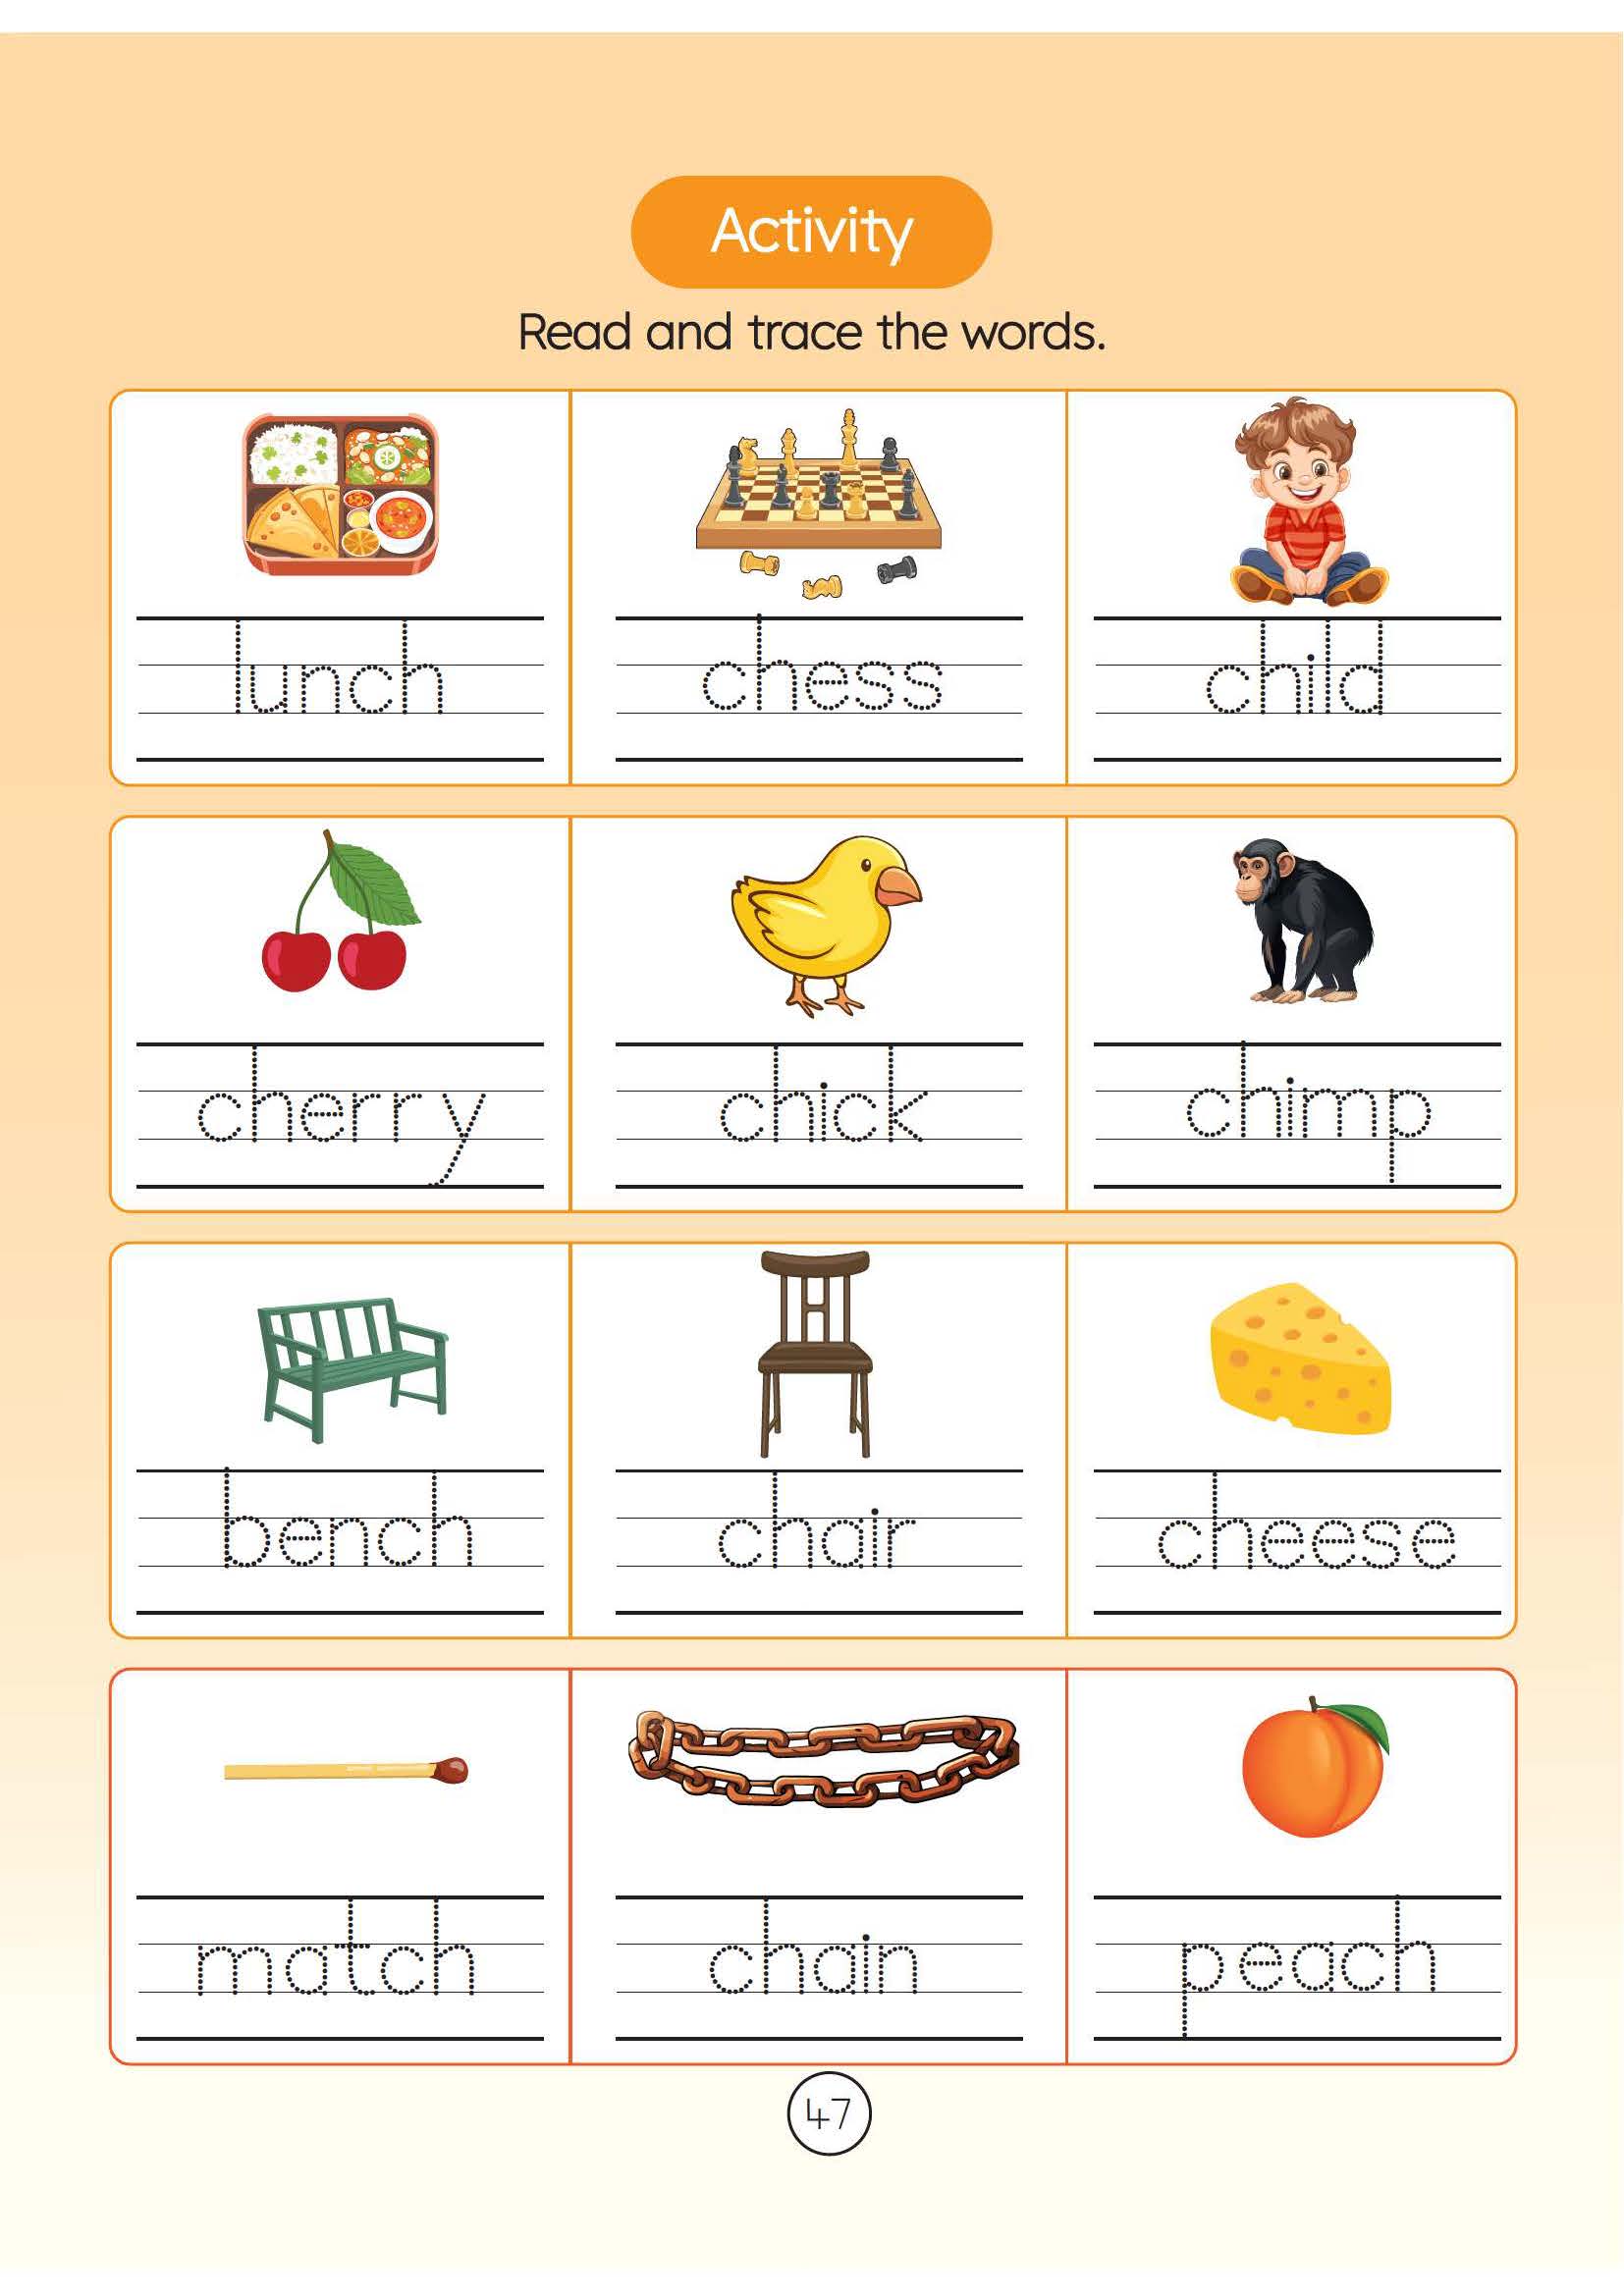 Activity
Read and trace the words.
lunch chess child
cherry chick chimp
bench chair cheese
match chain peach
47